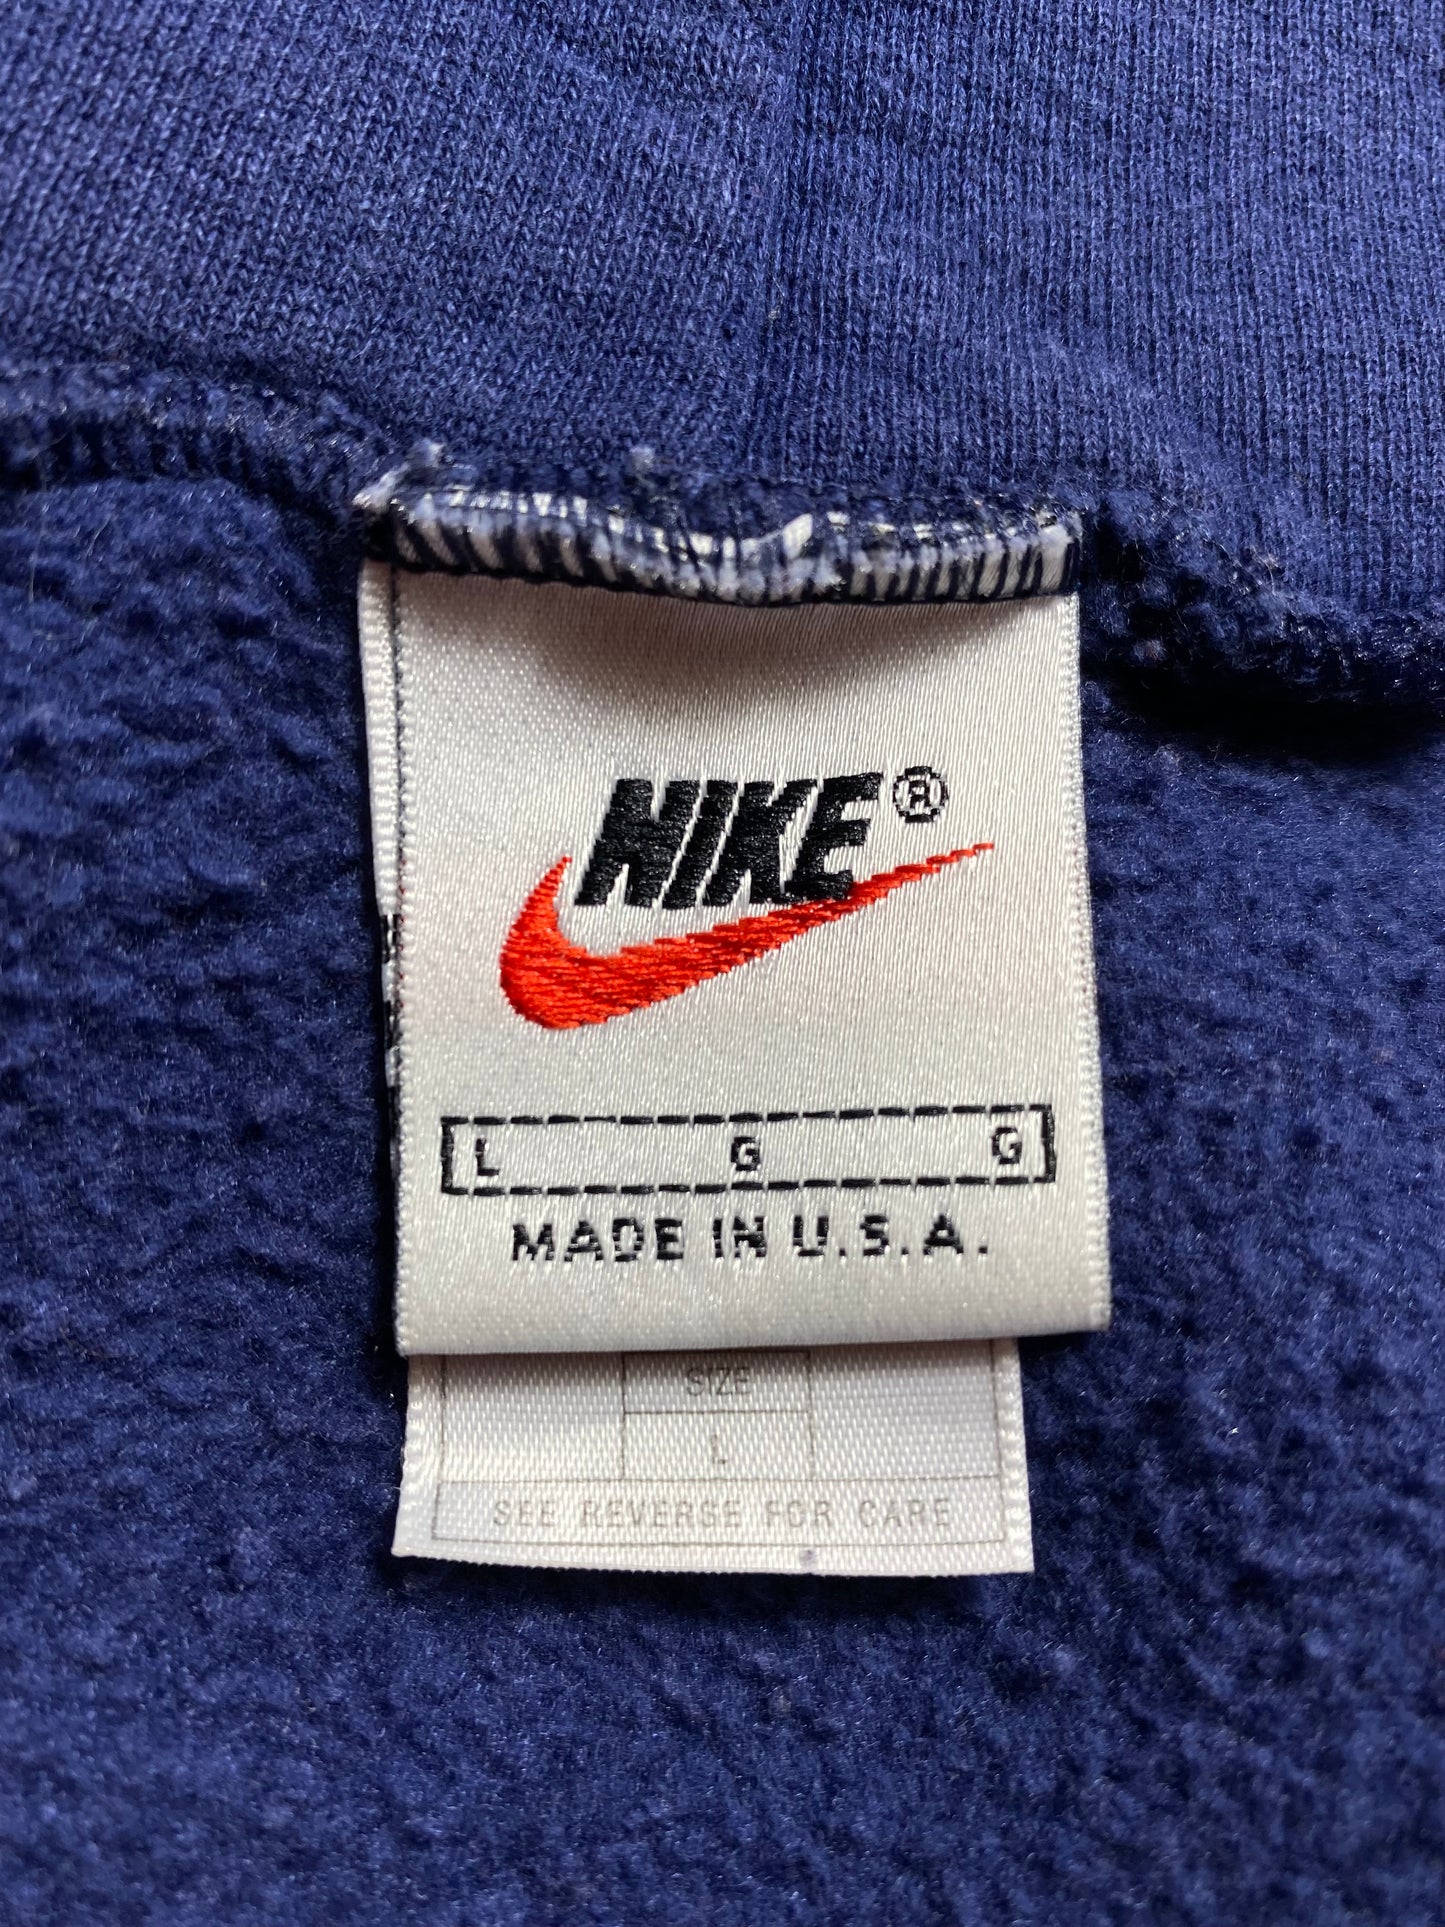 NIKE®
L G G
MADE IN U.S.A.
SIZE
L
SEE REVERSE FOR CARE